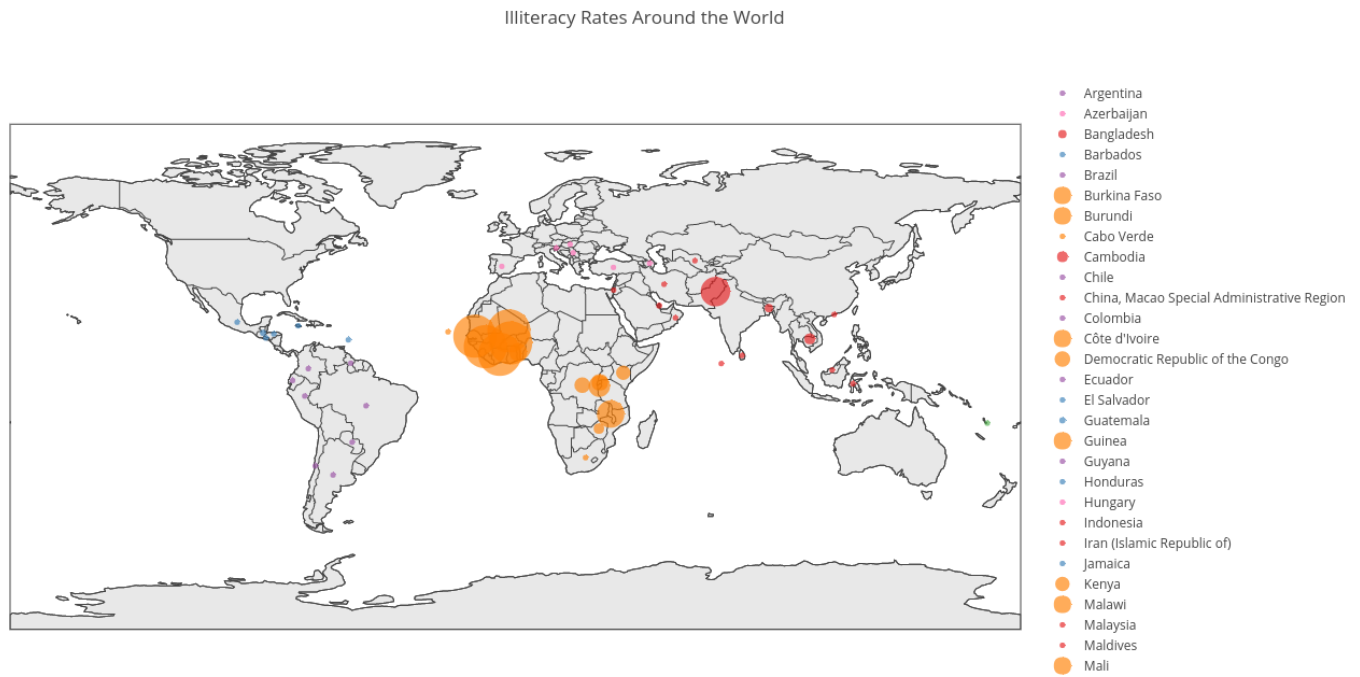 Illiteracy Rates Around the World
Argentina
Azerbaijan
Bangladesh
Barbados
Brazil
Burkina Faso
Burundi
Cabo Verde
Cambodia
Chile
China, Macao Special Administrative Region
Colombia
Côte d'Ivoire
Democratic Republic of the Congo
Ecuador
El Salvador
Guatemala
Guinea
Guyana
Honduras
Hungary
Indonesia
Iran (Islamic Republic of)
Jamaica
Kenya
Malawi
Malaysia
Maldives
Mali